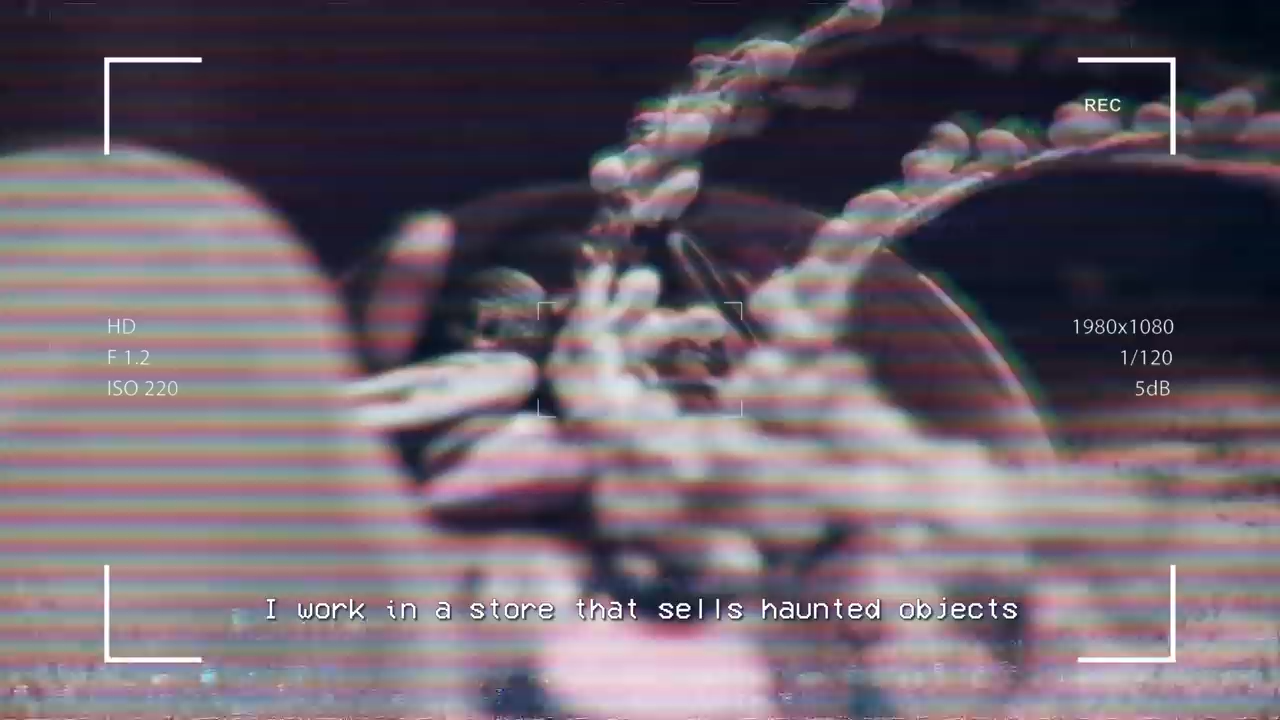 REC
HD
F 1.2
ISO 220
1980x1080
1/120
5dB
I work in a store that sells haunted objects